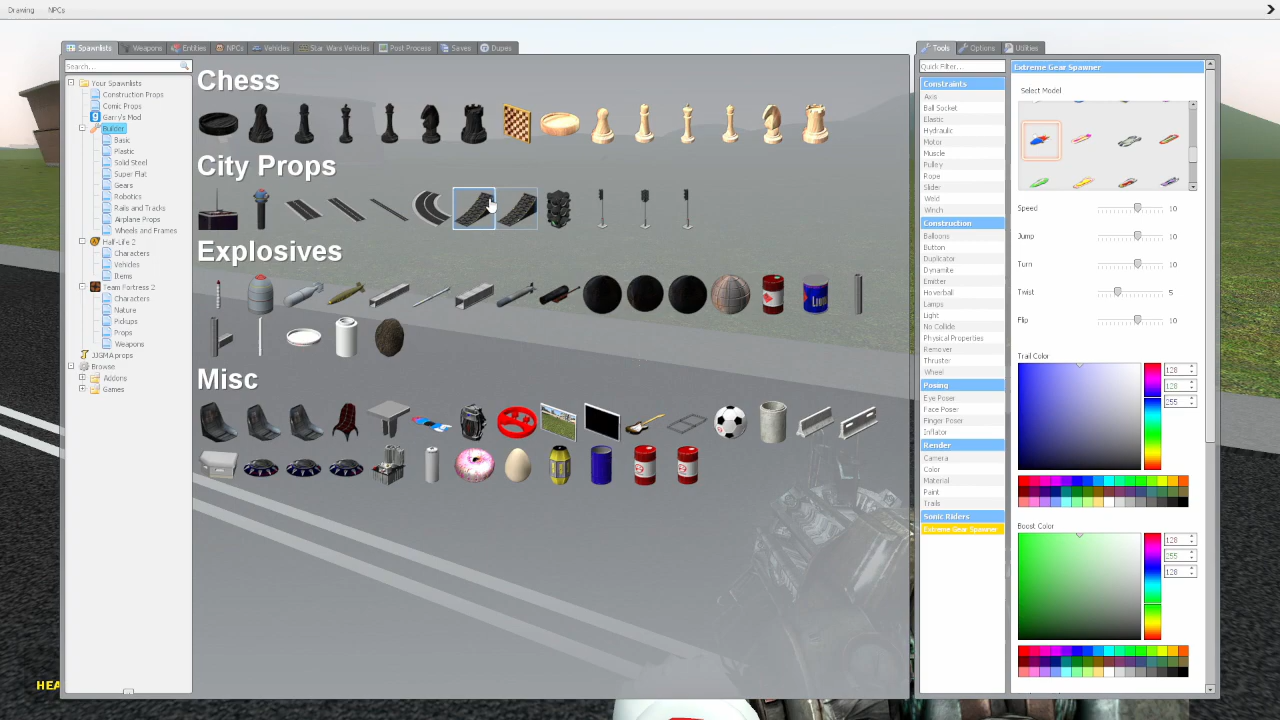 Drawing NPCs
Spawnlists Weapons Entities NPCs Vehicles Star Wars Vehicles Post Process Saves Dupes
Search...
Your Spawnlists
Construction Props
Comic Props
Garry's Mod
Builder
Basic
Plastic
Solid Steel
Super Flat
Gears
Robotics
Rails and Tracks
Airplane Props
Wheels and Frames
Half-Life 2
Characters
Vehicles
Items
Team Fortress 2
Characters
Nature
Pickups
Props
Weapons
JJGMA props
Browse
Addons
Games
Chess
City Props
Explosives
Misc
Tools Options Utilities
Quick Filter...
Constraints
Axis
Ball Socket
Elastic
Hydraulic
Motor
Muscle
Pulley
Rope
Slider
Weld
Winch
Construction
Balloons
Button
Duplicator
Dynamite
Emitter
Hoverball
Lamps
Light
No Collide
Physical Properties
Remover
Thruster
Wheel
Posing
Eye Poser
Face Poser
Finger Poser
Inflator
Render
Camera
Color
Material
Paint
Trails
Sonic Riders
Extreme Gear Spawner
Extreme Gear Spawner
Select Model
Speed 10
Jump 10
Turn 10
Twist 5
Flip 10
Trail Color
128
128
255
Boost Color
128
255
128
HEA